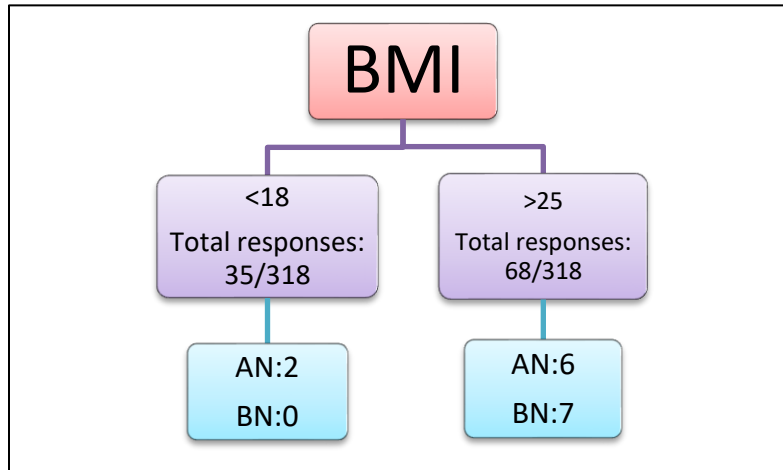 BMI
<18
Total responses:
35/318
>25
Total responses:
68/318
AN:2
BN:0
AN:6
BN:7